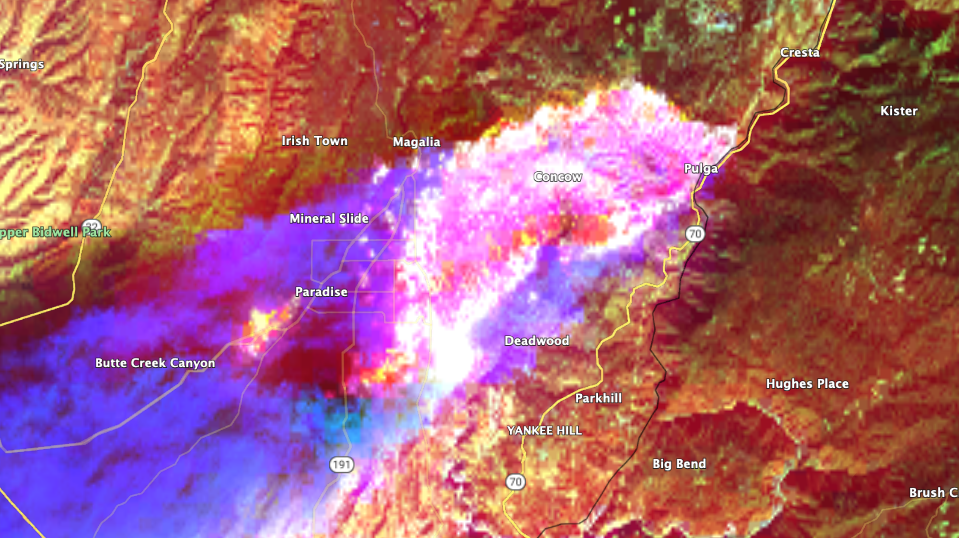 Cresta
Springs
Kister
Irish Town
Magalia
Pulga
Concow
Mineral Slide
32
pper Bidwell Park
70
Paradise
Deadwood
Butte Creek Canyon
Hughes Place
Parkhill
YANKEE HILL
191
Big Bend
70
Brush C